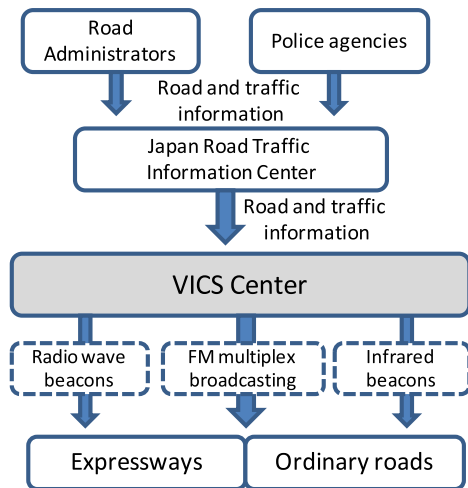 Road
Administrators
Police agencies
Road and traffic
information
Japan Road Traffic
Information Center
Road and traffic
information
VICS Center
Radio wave
beacons
FM multiplex
broadcasting
Infrared
beacons
Expressways
Ordinary roads